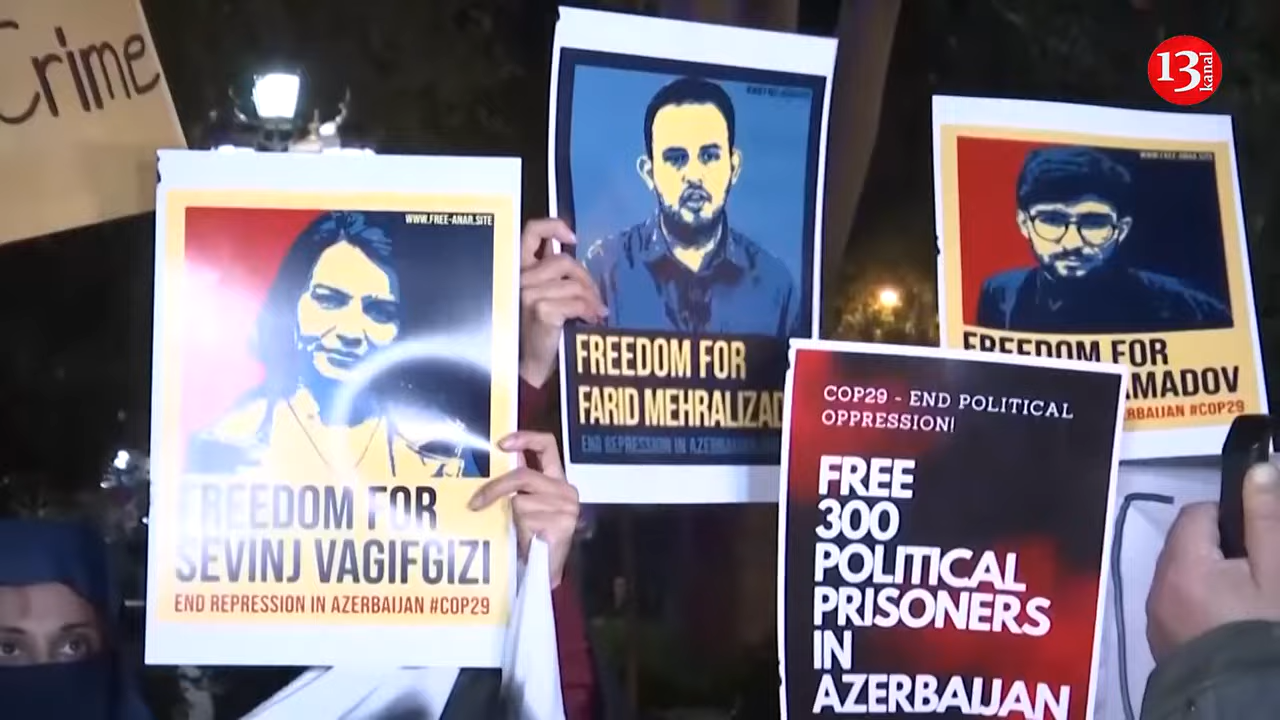 Crime
WWW.FREE-ANAR.SITE
FREEDOM FOR
SEVINJ VAGIFGIZI
END REPRESSION IN AZERBAIJAN #COP29
FREEDOM FOR
FARID MEHRALIZAD
END REPRESSION IN AZERBAIJAN
WWW.FREE-ANAR.SITE
FREEDOM FOR
AMADOV
RBAIJAN #COP29
COP29 - END POLITICAL
OPPRESSION!
FREE
300
POLITICAL
PRISONERS
IN
AZERBAIJAN
13
kanal